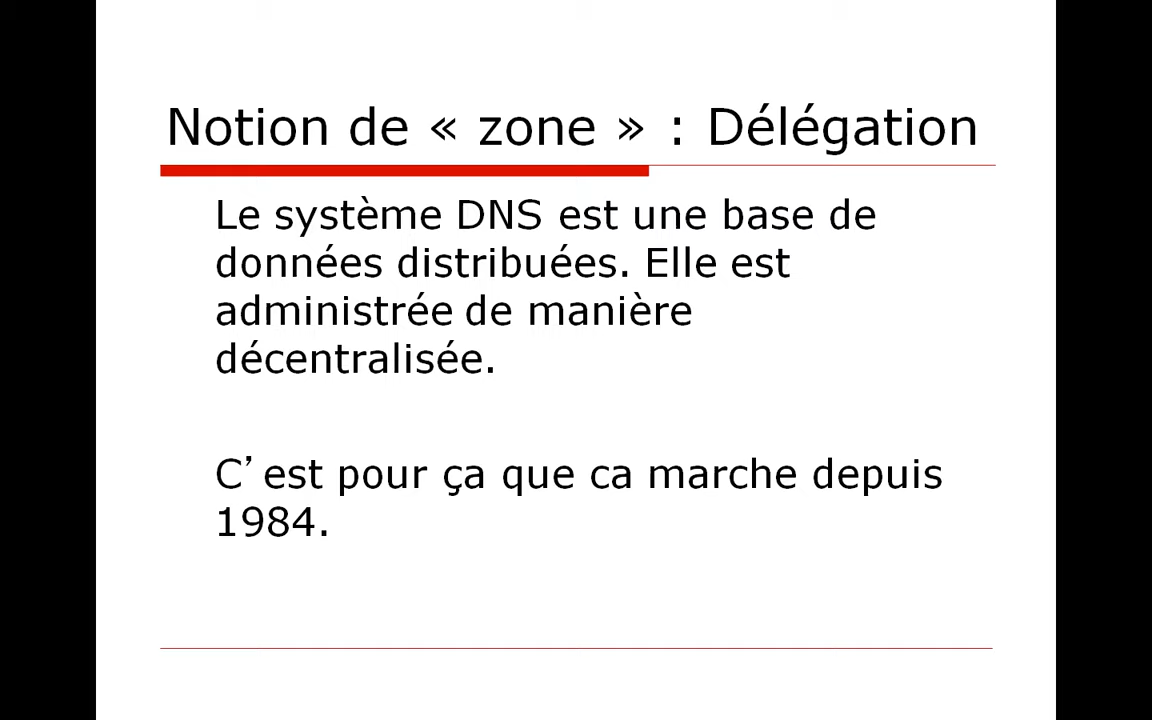 Notion de « zone » : Délégation
Le système DNS est une base de
données distribuées. Elle est
administrée de manière
décentralisée.
C’est pour ça que ca marche depuis
1984.